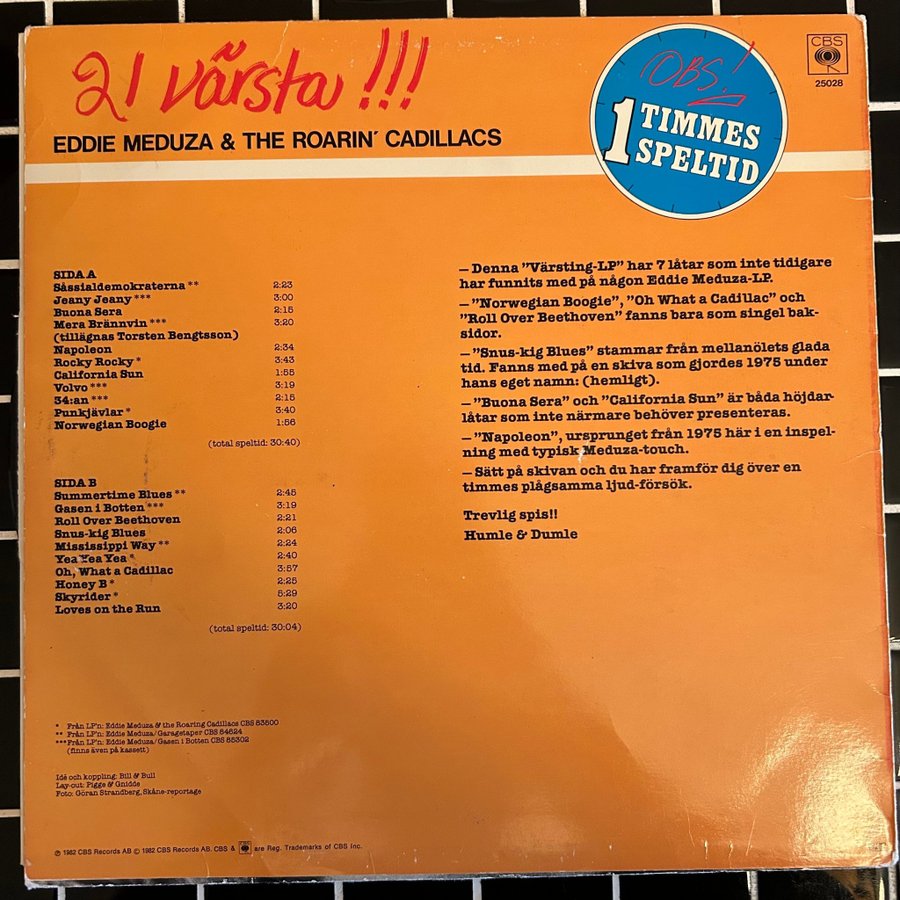 21 värsta!!!
EDDIE MEDUZA & THE ROARIN' CADILLACS
OBS!
1 TIMMES
SPELTID
CBS
25028
SIDA A
Såssialdemokraterna ** 2:23
Jeany Jeany *** 3:00
Buona Sera 2:15
Mera Brännvin *** 3:20
(tillägnas Torsten Bengtsson)
Napoleon 2:34
Rocky Rocky * 3:43
California Sun 1:55
Volvo *** 3:19
34:an *** 2:15
Punkjävlar * 3:40
Norwegian Boogie 1:56
(total speltid: 30:40)
SIDA B
Summertime Blues ** 2:45
Gasen i Botten *** 3:19
Roll Over Beethoven 2:21
Snus-kig Blues 2:06
Mississippi Way ** 2:24
Yea Yea Yea * 2:40
Oh, What a Cadillac 3:57
Honey B * 2:25
Skyrider * 5:29
Loves on the Run 3:20
(total speltid: 30:04)
— Denna "Värsting-LP" har 7 låtar som inte tidigare
har funnits med på någon Eddie Meduza-LP.
— "Norwegian Boogie", "Oh What a Cadillac" och
"Roll Over Beethoven" fanns bara som singel bak-
sidor.
— "Snus-kig Blues" stammar från mellanölets glada
tid. Fanns med på en skiva som gjordes 1975 under
hans eget namn: (hemligt).
— "Buona Sera" och "California Sun" är båda höjdar-
låtar som inte närmare behöver presenteras.
— "Napoleon", ursprunget från 1975 här i en inspel-
ning med typisk Meduza-touch.
— Sätt på skivan och du har framför dig över en
timmes plågsamma ljud-försök.
Trevlig spis!!
Humle & Dumle
* Från LP'n: Eddie Meduza & the Roaring Cadillacs CBS 83500
** Från LP'n: Eddie Meduza/Garagetaper CBS 84624
*** Från LP'n: Eddie Meduza/Gasen i Botten CBS 85302
(finns även på kassett)
Idé och koppling: Bill & Bull
Lay-out: Pigge & Gnidde
Foto: Göran Strandberg, Skåne-reportage
℗ 1982 CBS Records AB © 1982 CBS Records AB. CBS & are Reg. Trademarks of CBS Inc.